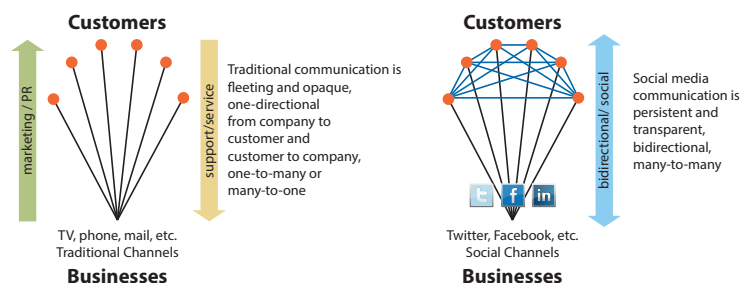 Customers
marketing / PR
support/service
Traditional communication is
fleeting and opaque,
one-directional
from company to
customer and
customer to company,
one-to-many or
many-to-one
TV, phone, mail, etc.
Traditional Channels
Businesses
Customers
bidirectional/ social
Social media
communication is
persistent and
transparent,
bidirectional,
many-to-many
t
f
in
Twitter, Facebook, etc.
Social Channels
Businesses